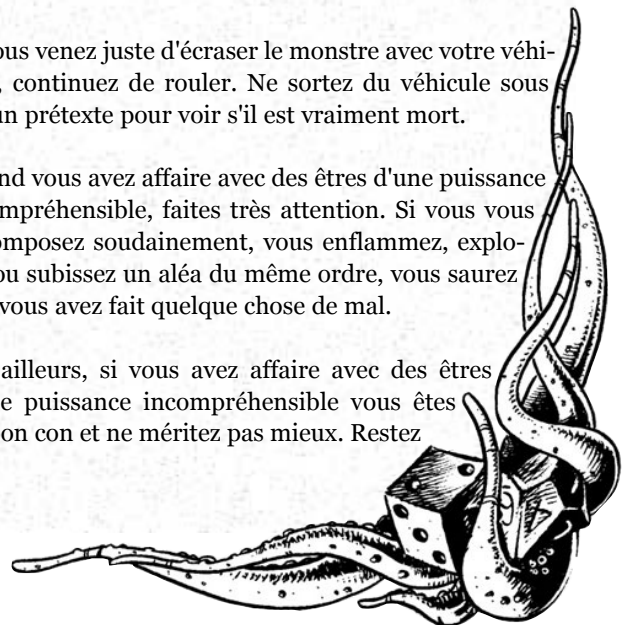 ous venez juste d'écraser le monstre avec votre véhi-
, continuez de rouler. Ne sortez du véhicule sous
un prétexte pour voir s'il est vraiment mort.
nd vous avez affaire avec des êtres d'une puissance
ompréhensible, faites très attention. Si vous vous
omposez soudainement, vous enflammez, explo-
ou subissez un aléa du même ordre, vous saurez
vous avez fait quelque chose de mal.
ailleurs, si vous avez affaire avec des êtres
e puissance incompréhensible vous êtes
on con et ne méritez pas mieux. Restez